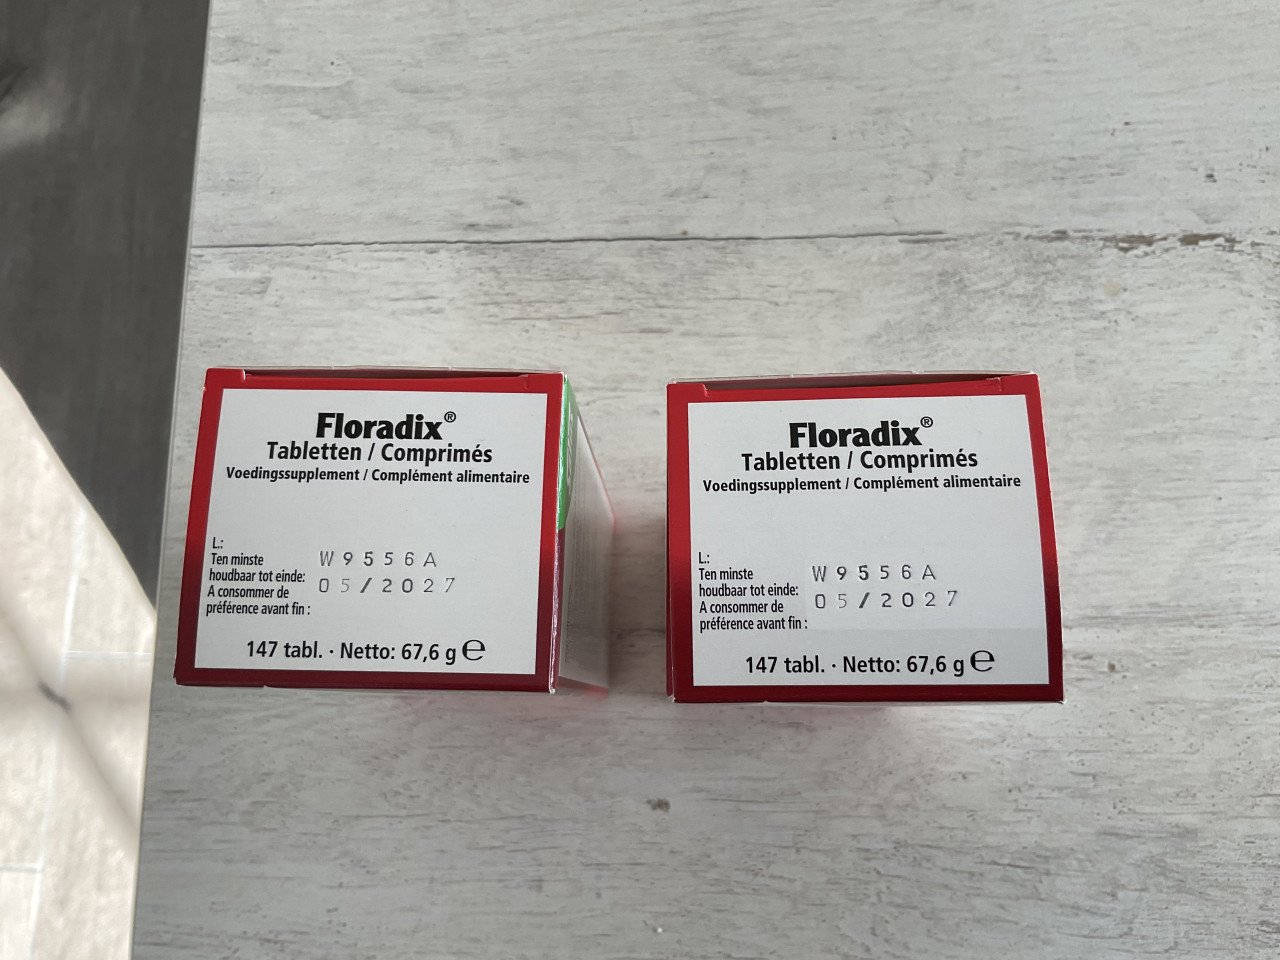 Floradix®
Tabletten / Comprimés
Voedingssupplement / Complément alimentaire
L:
Ten minste
houdbaar tot einde:
A consommer de
préférence avant fin :
W9556A
05/2027
147 tabl. · Netto: 67,6 g ℮
Floradix®
Tabletten / Comprimés
Voedingssupplement / Complément alimentaire
L:
Ten minste
houdbaar tot einde:
A consommer de
préférence avant fin :
W9556A
05/2027
147 tabl. · Netto: 67,6 g ℮